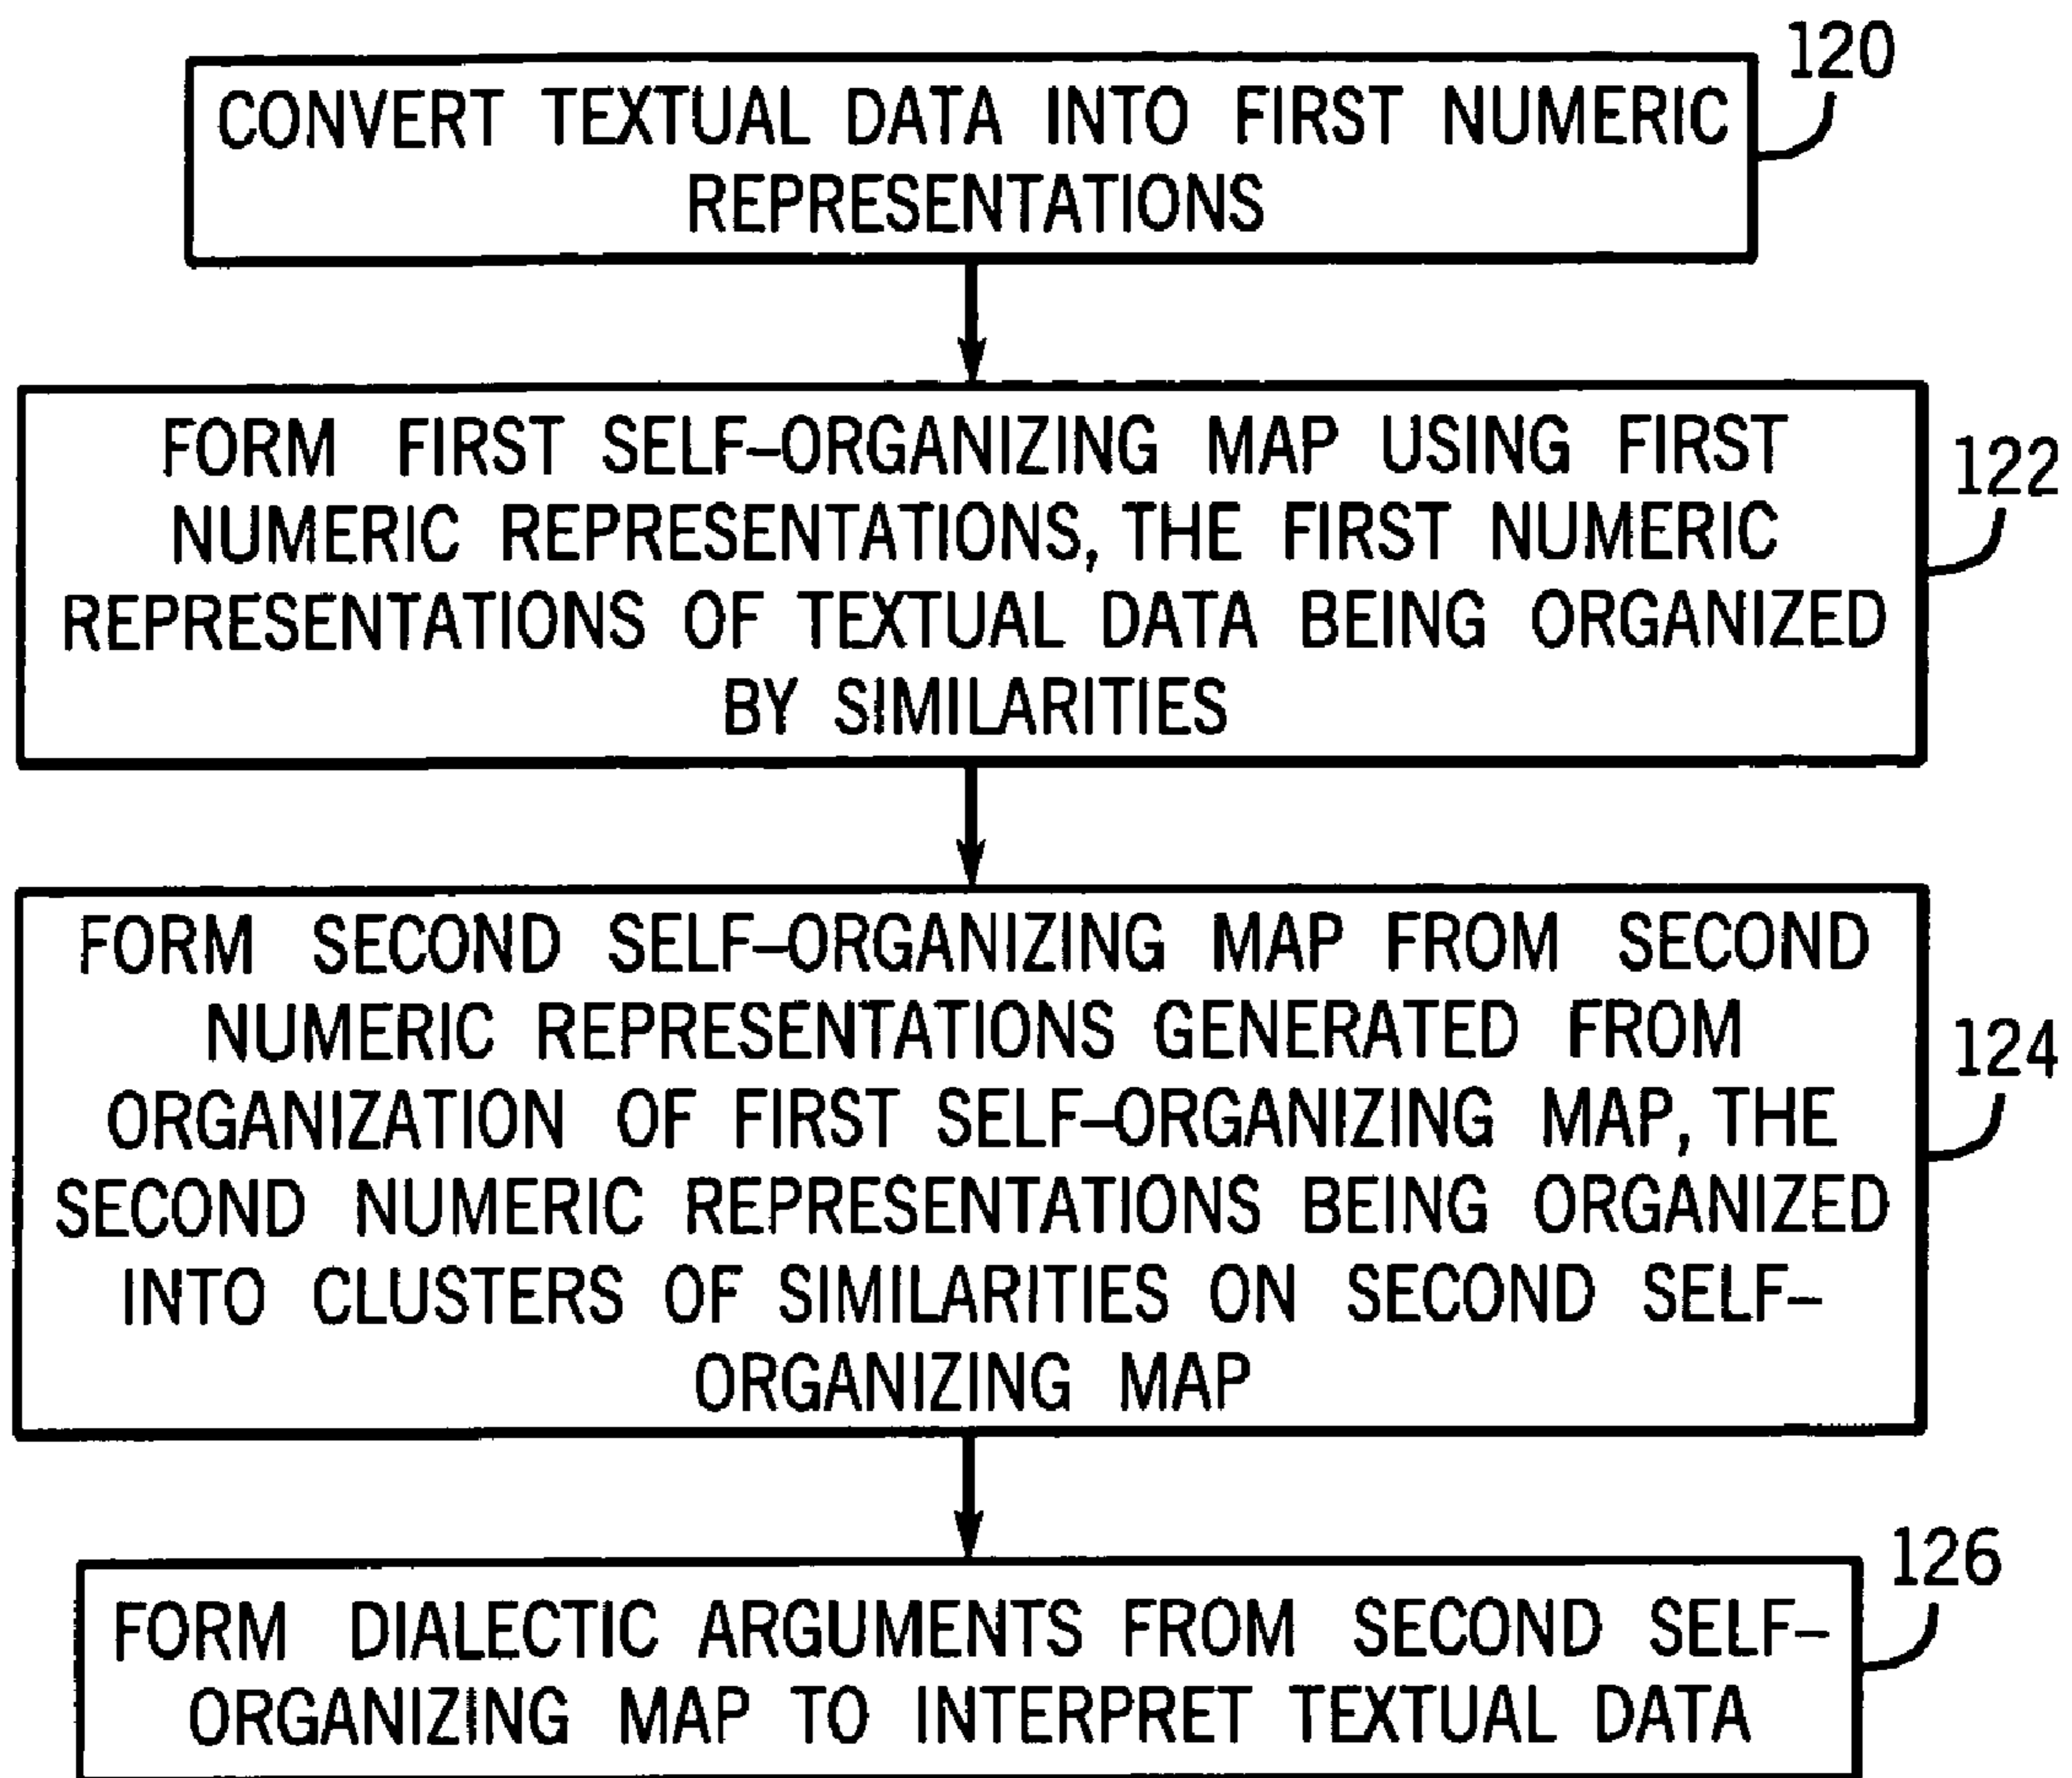 120
CONVERT TEXTUAL DATA INTO FIRST NUMERIC
REPRESENTATIONS
FORM FIRST SELF-ORGANIZING MAP USING FIRST
NUMERIC REPRESENTATIONS, THE FIRST NUMERIC
REPRESENTATIONS OF TEXTUAL DATA BEING ORGANIZED
BY SIMILARITIES
122
FORM SECOND SELF-ORGANIZING MAP FROM SECOND
NUMERIC REPRESENTATIONS GENERATED FROM
ORGANIZATION OF FIRST SELF-ORGANIZING MAP, THE
SECOND NUMERIC REPRESENTATIONS BEING ORGANIZED
INTO CLUSTERS OF SIMILARITIES ON SECOND SELF-
ORGANIZING MAP
124
126
FORM DIALECTIC ARGUMENTS FROM SECOND SELF-
ORGANIZING MAP TO INTERPRET TEXTUAL DATA